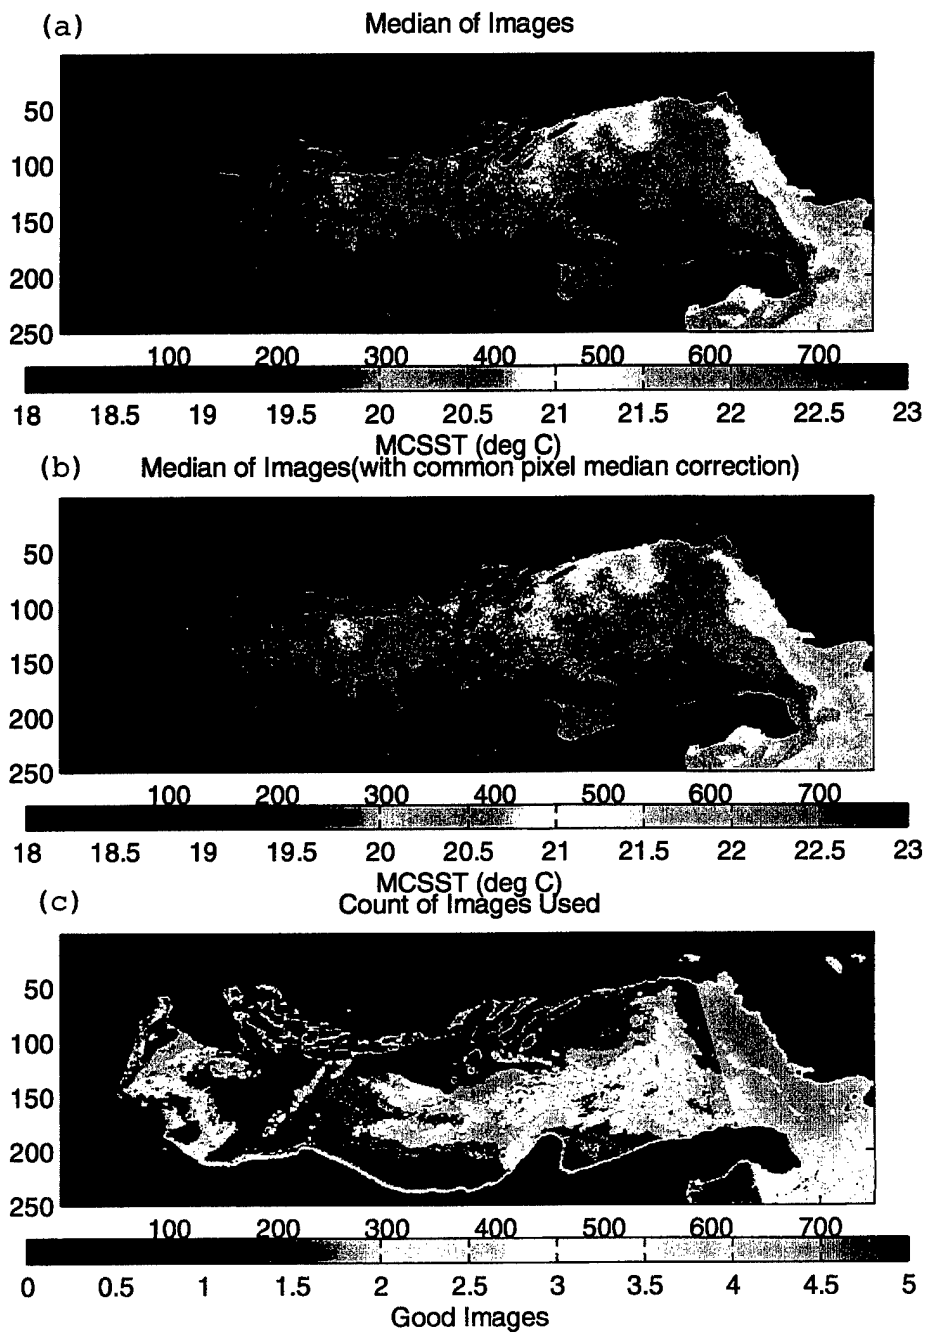 (a) Median of Images
50
100
150
200
250
100 200 300 400 500 600 700
18 18.5 19 19.5 20 20.5 21 21.5 22 22.5 23
MCSST (deg C)
(b) Median of Images(with common pixel median correction)
50
100
150
200
250
100 200 300 400 500 600 700
18 18.5 19 19.5 20 20.5 21 21.5 22 22.5 23
MCSST (deg C)
(c) Count of Images Used
50
100
150
200
250
100 200 300 400 500 600 700
0 0.5 1 1.5 2 2.5 3 3.5 4 4.5 5
Good Images